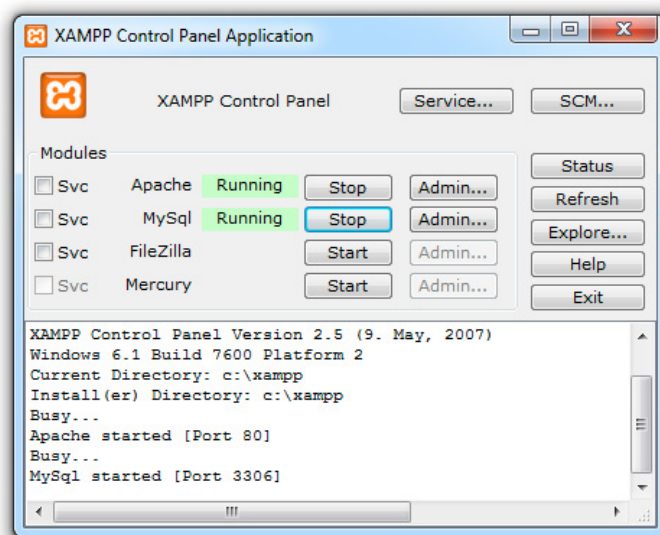 XAMPP Control Panel Application
XAMPP Control Panel Service... SCM...
Modules
Svc Apache Running Stop Admin...
Svc MySql Running Stop Admin...
Svc FileZilla Start Admin...
Svc Mercury Start Admin...
Status
Refresh
Explore...
Help
Exit
XAMPP Control Panel Version 2.5 (9. May, 2007)
Windows 6.1 Build 7600 Platform 2
Current Directory: c:\xampp
Install(er) Directory: c:\xampp
Busy...
Apache started [Port 80]
Busy...
MySql started [Port 3306]